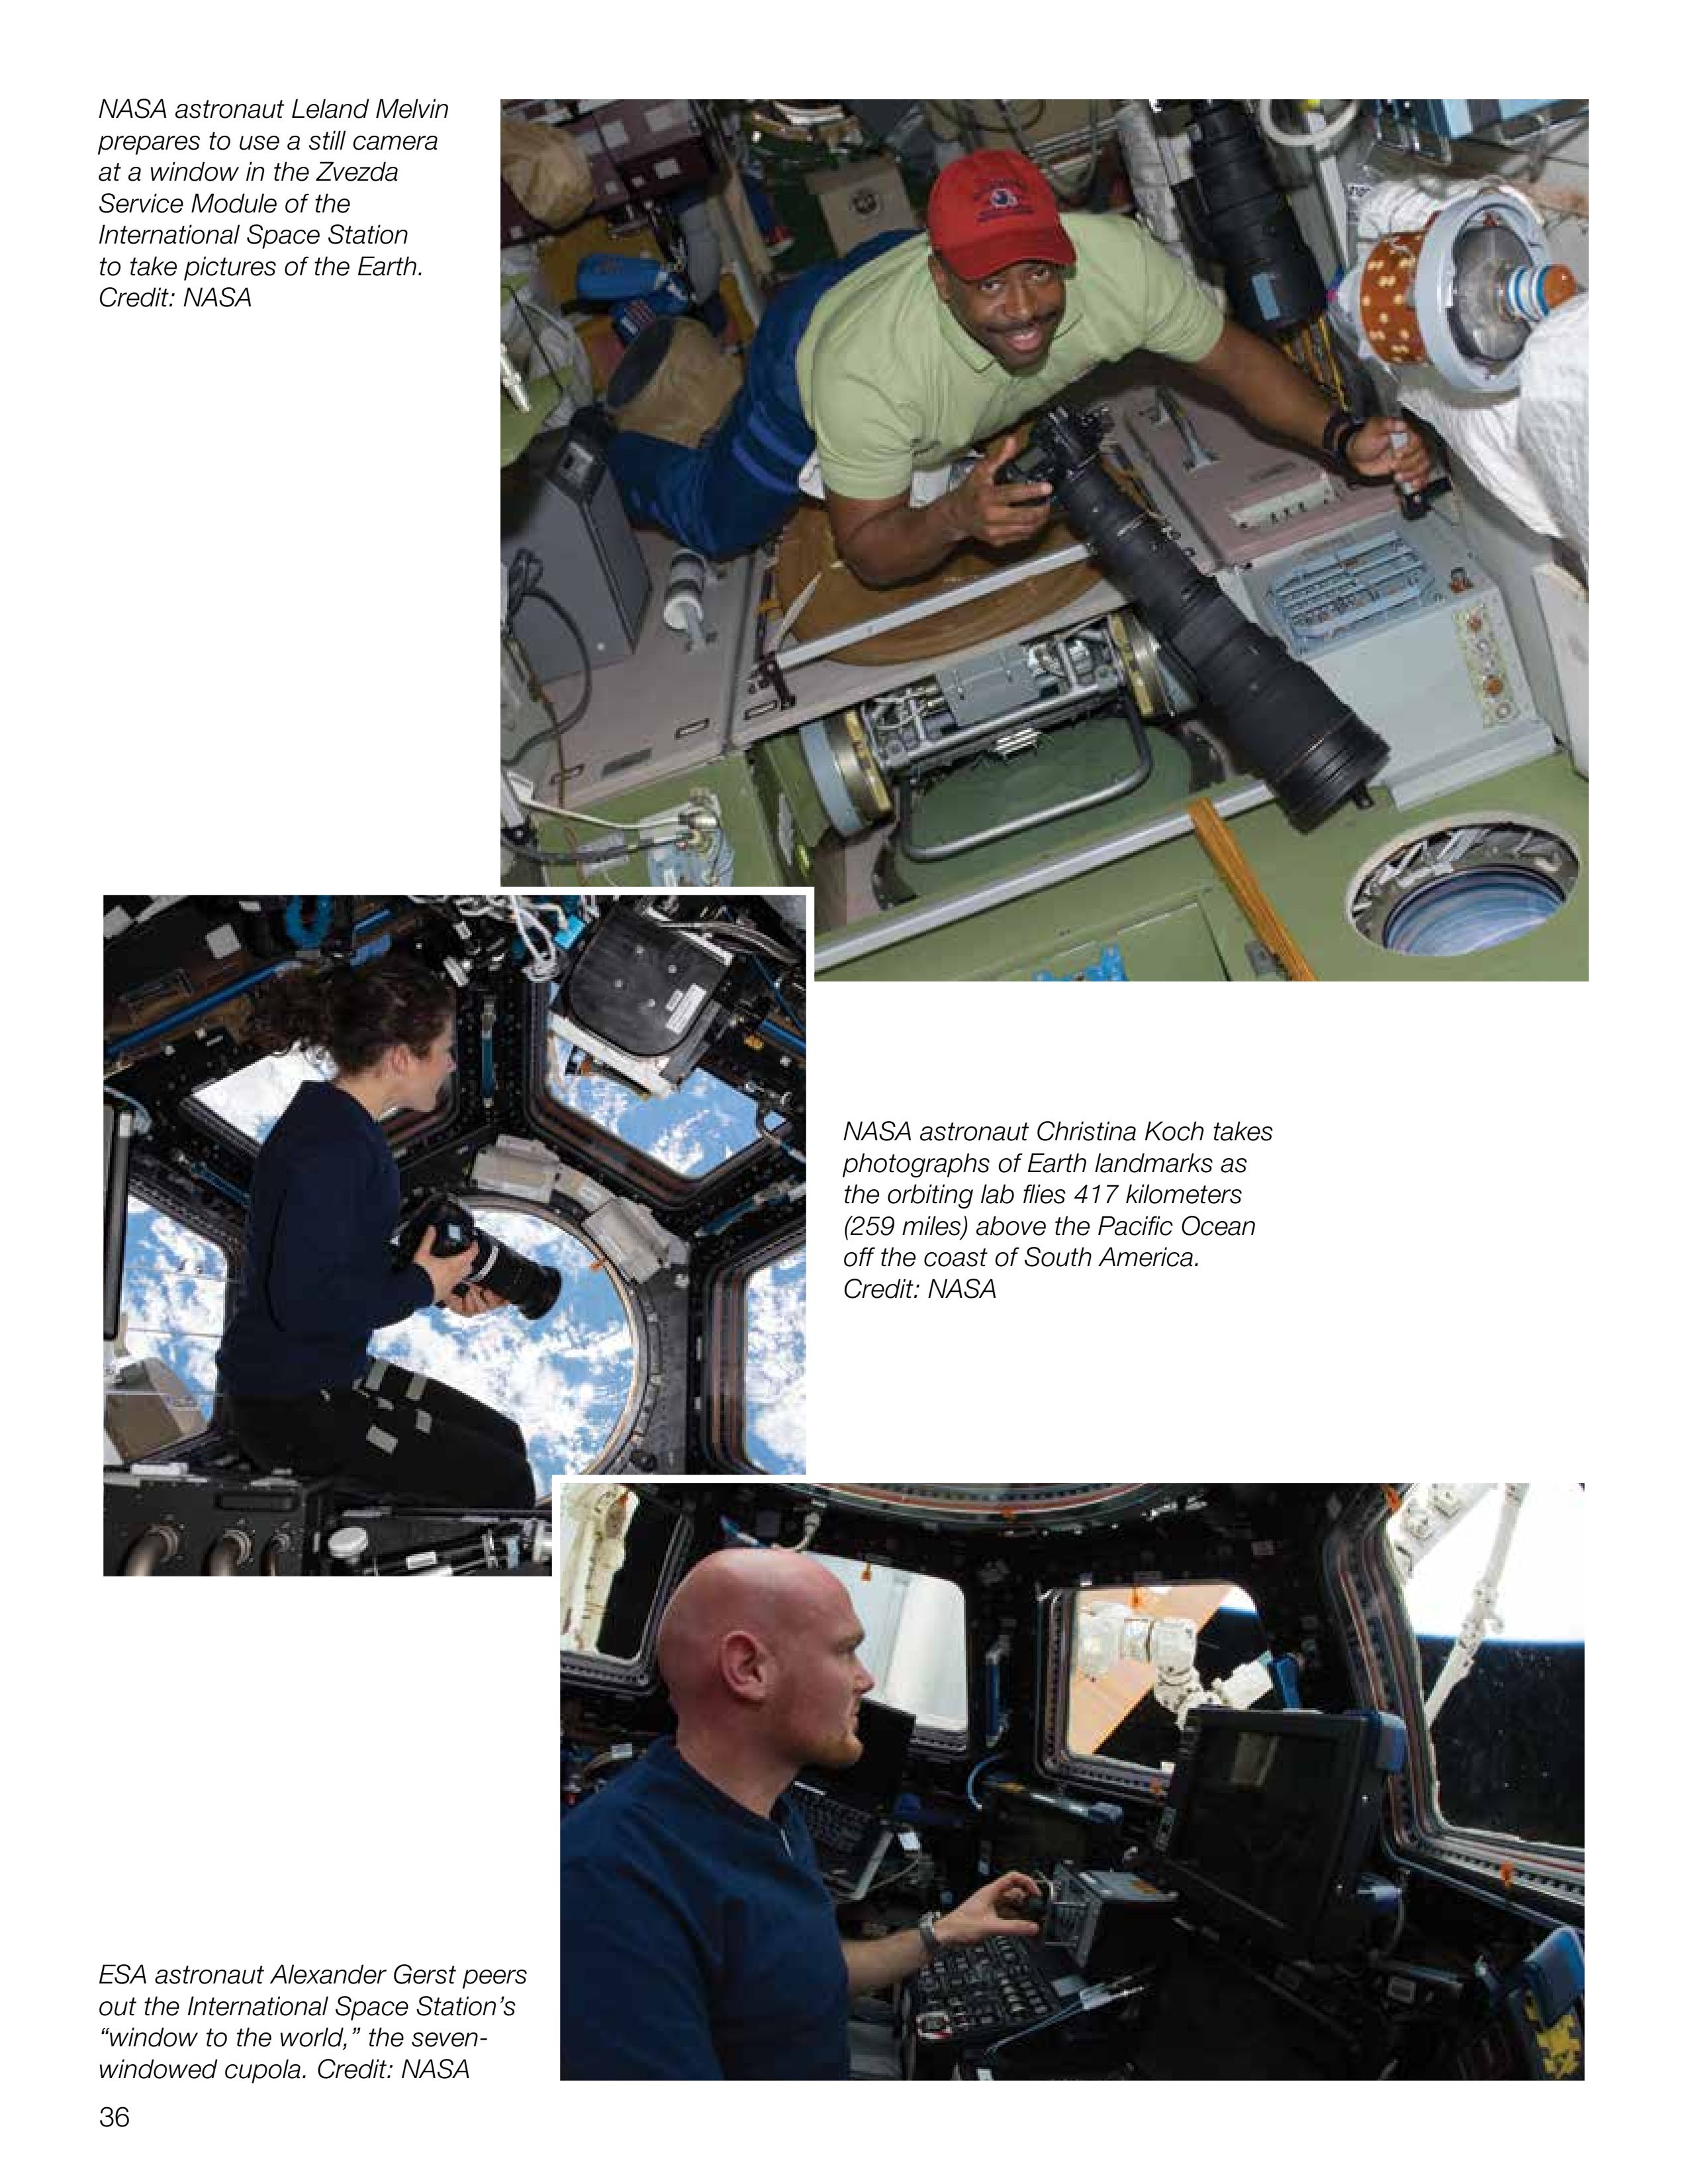 NASA astronaut Leland Melvin
prepares to use a still camera
at a window in the Zvezda
Service Module of the
International Space Station
to take pictures of the Earth.
Credit: NASA
NASA astronaut Christina Koch takes
photographs of Earth landmarks as
the orbiting lab flies 417 kilometers
(259 miles) above the Pacific Ocean
off the coast of South America.
Credit: NASA
ESA astronaut Alexander Gerst peers
out the International Space Station’s
“window to the world,” the seven-
windowed cupola. Credit: NASA
36